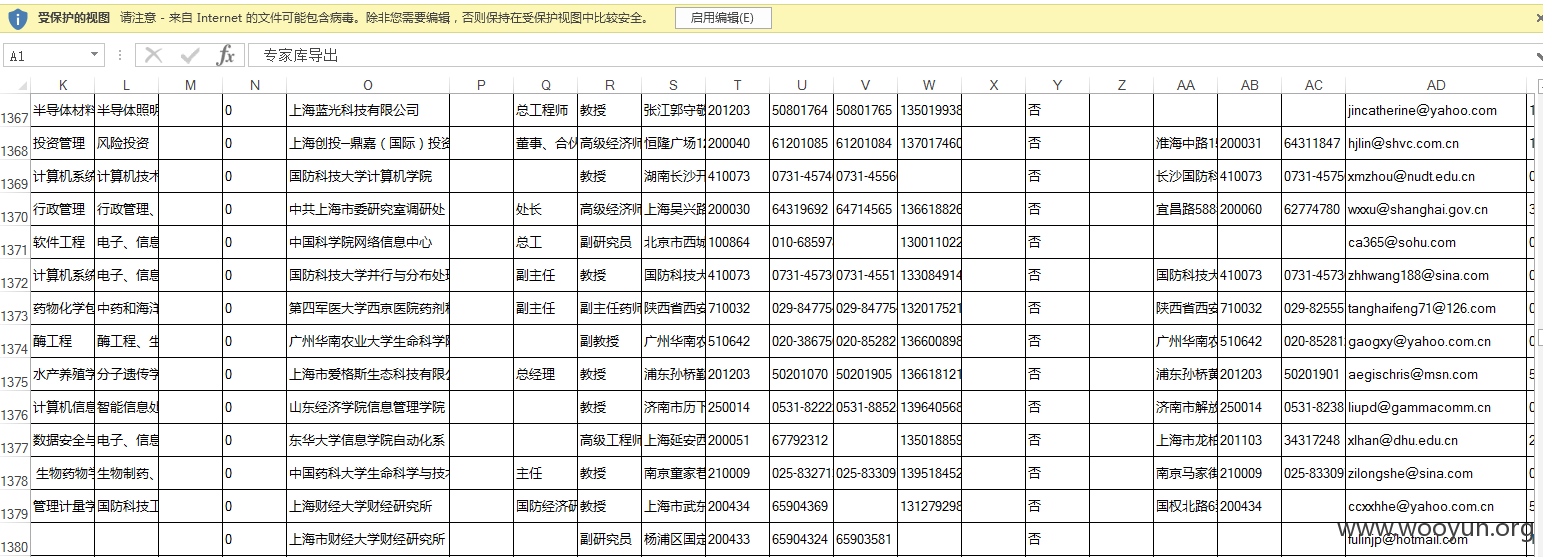 受保护的视图 请注意 - 来自 Internet 的文件可能包含病毒。除非您需要编辑，否则保持在受保护视图中比较安全。 启用编辑(E)
A1 fx 专家库导出
K L M N O P Q R S T U V W X Y Z AA AB AC AD
1367 半导体材料 半导体照明 0 上海蓝光科技有限公司 总工程师 教授 张江郭守敬 201203 50801764 50801765 135019938 否 jincatherine@yahoo.com 1
1368 投资管理 风险投资 0 上海创投─鼎嘉（国际）投资 董事、合伙 高级经济师 恒隆广场12 200040 61201085 61201084 137017460 否 淮海中路15 200031 64311847 hjlin@shvc.com.cn 1
1369 计算机系统 计算机技术 0 国防科技大学计算机学院 教授 湖南长沙开 410073 0731-4574 0731-4556 否 长沙国防科 410073 0731-4575 xmzhou@nudt.edu.cn 0
1370 行政管理 行政管理、 0 中共上海市委研究室调研处 处长 高级经济师 上海吴兴路 200030 64319692 64714565 136618826 否 宜昌路588 200060 62774780 wxxu@shanghai.gov.cn 3
1371 软件工程 电子、信息 0 中国科学院网络信息中心 总工 副研究员 北京市西城 100864 010-68597 130011022 否 ca365@sohu.com 0
1372 计算机系统 电子、信息 0 国防科技大学并行与分布处理 副主任 教授 国防科技大 410073 0731-4573 0731-4551 133084914 否 国防科技大 410073 0731-4573 zhhwang188@sina.com 0
1373 药物化学包 中药和海洋 0 第四军医大学西京医院药剂科 副主任 副主任药师 陕西省西安 710032 029-84775 029-84775 132017521 否 陕西省西安 710032 029-82555 tanghaifeng71@126.com 0
1374 酶工程 酶工程、生 0 广州华南农业大学生命科学院 副教授 广州华南农 510642 020-38675 020-85282 136600898 否 广州华南农 510642 020-85281 gaogxy@yahoo.com.cn 0
1375 水产养殖学 分子遗传学 0 上海市爱格斯生态科技有限公 总经理 教授 浦东孙桥勤 201203 50201070 50201905 136618121 否 浦东孙桥黄 201203 50201901 aegischris@msn.com 5
1376 计算机信息 智能信息处 0 山东经济学院信息管理学院 教授 济南市历下 250014 0531-8222 0531-8852 139640568 否 济南市解放 250014 0531-8238 liupd@gammacomm.cn 0
1377 数据安全与 电子、信息 0 东华大学信息学院自动化系 高级工程师 上海延安西 200051 67792312 135018859 否 上海市龙柏 201103 34317248 xlhan@dhu.edu.cn 2
1378 生物药物学 生物制药、 0 中国药科大学生命科学与技术 主任 教授 南京童家巷 210009 025-83271 025-83309 139518452 否 南京马家街 210009 025-83309 zilongshe@sina.com 0
1379 管理计量学 国防科技工 0 上海财经大学财经研究所 国防经济研 教授 上海市武东 200434 65904369 131279298 否 国权北路6 200434 ccxxhhe@yahoo.com.cn 5
1380 0 上海市财经大学财经研究所 副研究员 杨浦区国定 200433 65904324 65903581 否 fulinjp@hotmail.com 0
www.wooyun.org